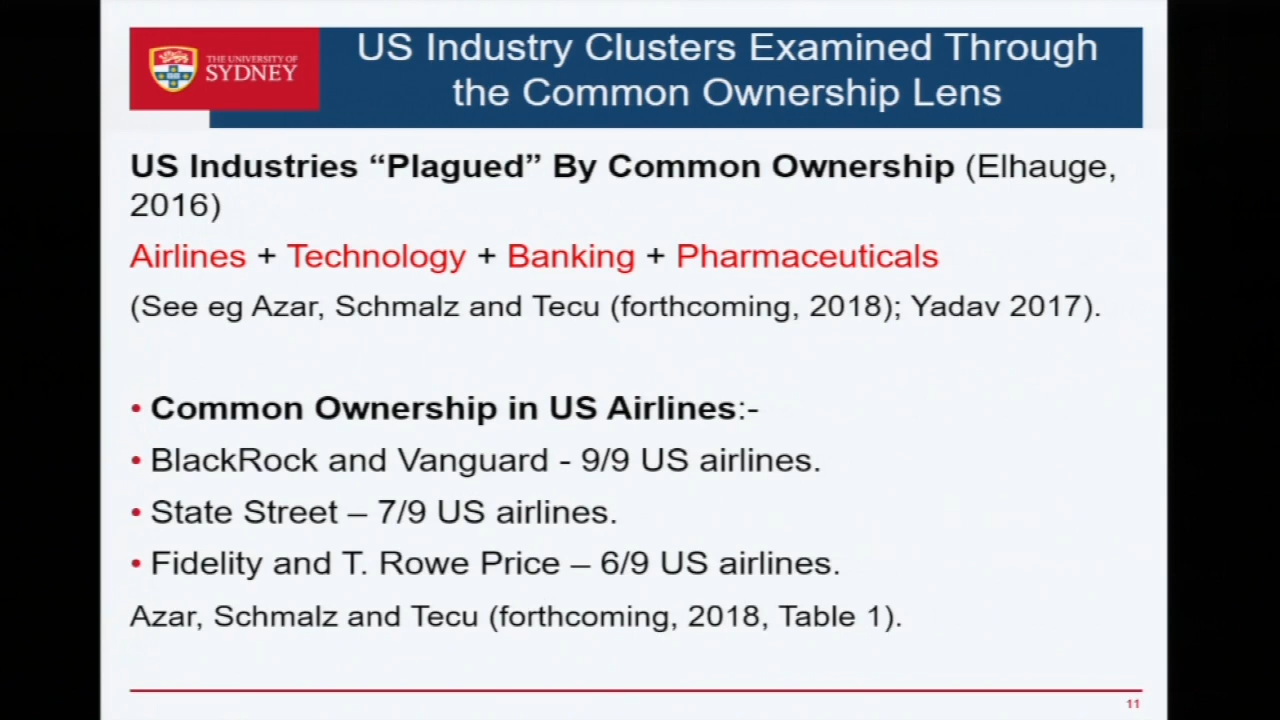 THE UNIVERSITY OF
SYDNEY
US Industry Clusters Examined Through
the Common Ownership Lens
US Industries “Plagued” By Common Ownership (Elhauge,
2016)
Airlines + Technology + Banking + Pharmaceuticals
(See eg Azar, Schmalz and Tecu (forthcoming, 2018); Yadav 2017).
• Common Ownership in US Airlines:-
• BlackRock and Vanguard - 9/9 US airlines.
• State Street – 7/9 US airlines.
• Fidelity and T. Rowe Price – 6/9 US airlines.
Azar, Schmalz and Tecu (forthcoming, 2018, Table 1).
11